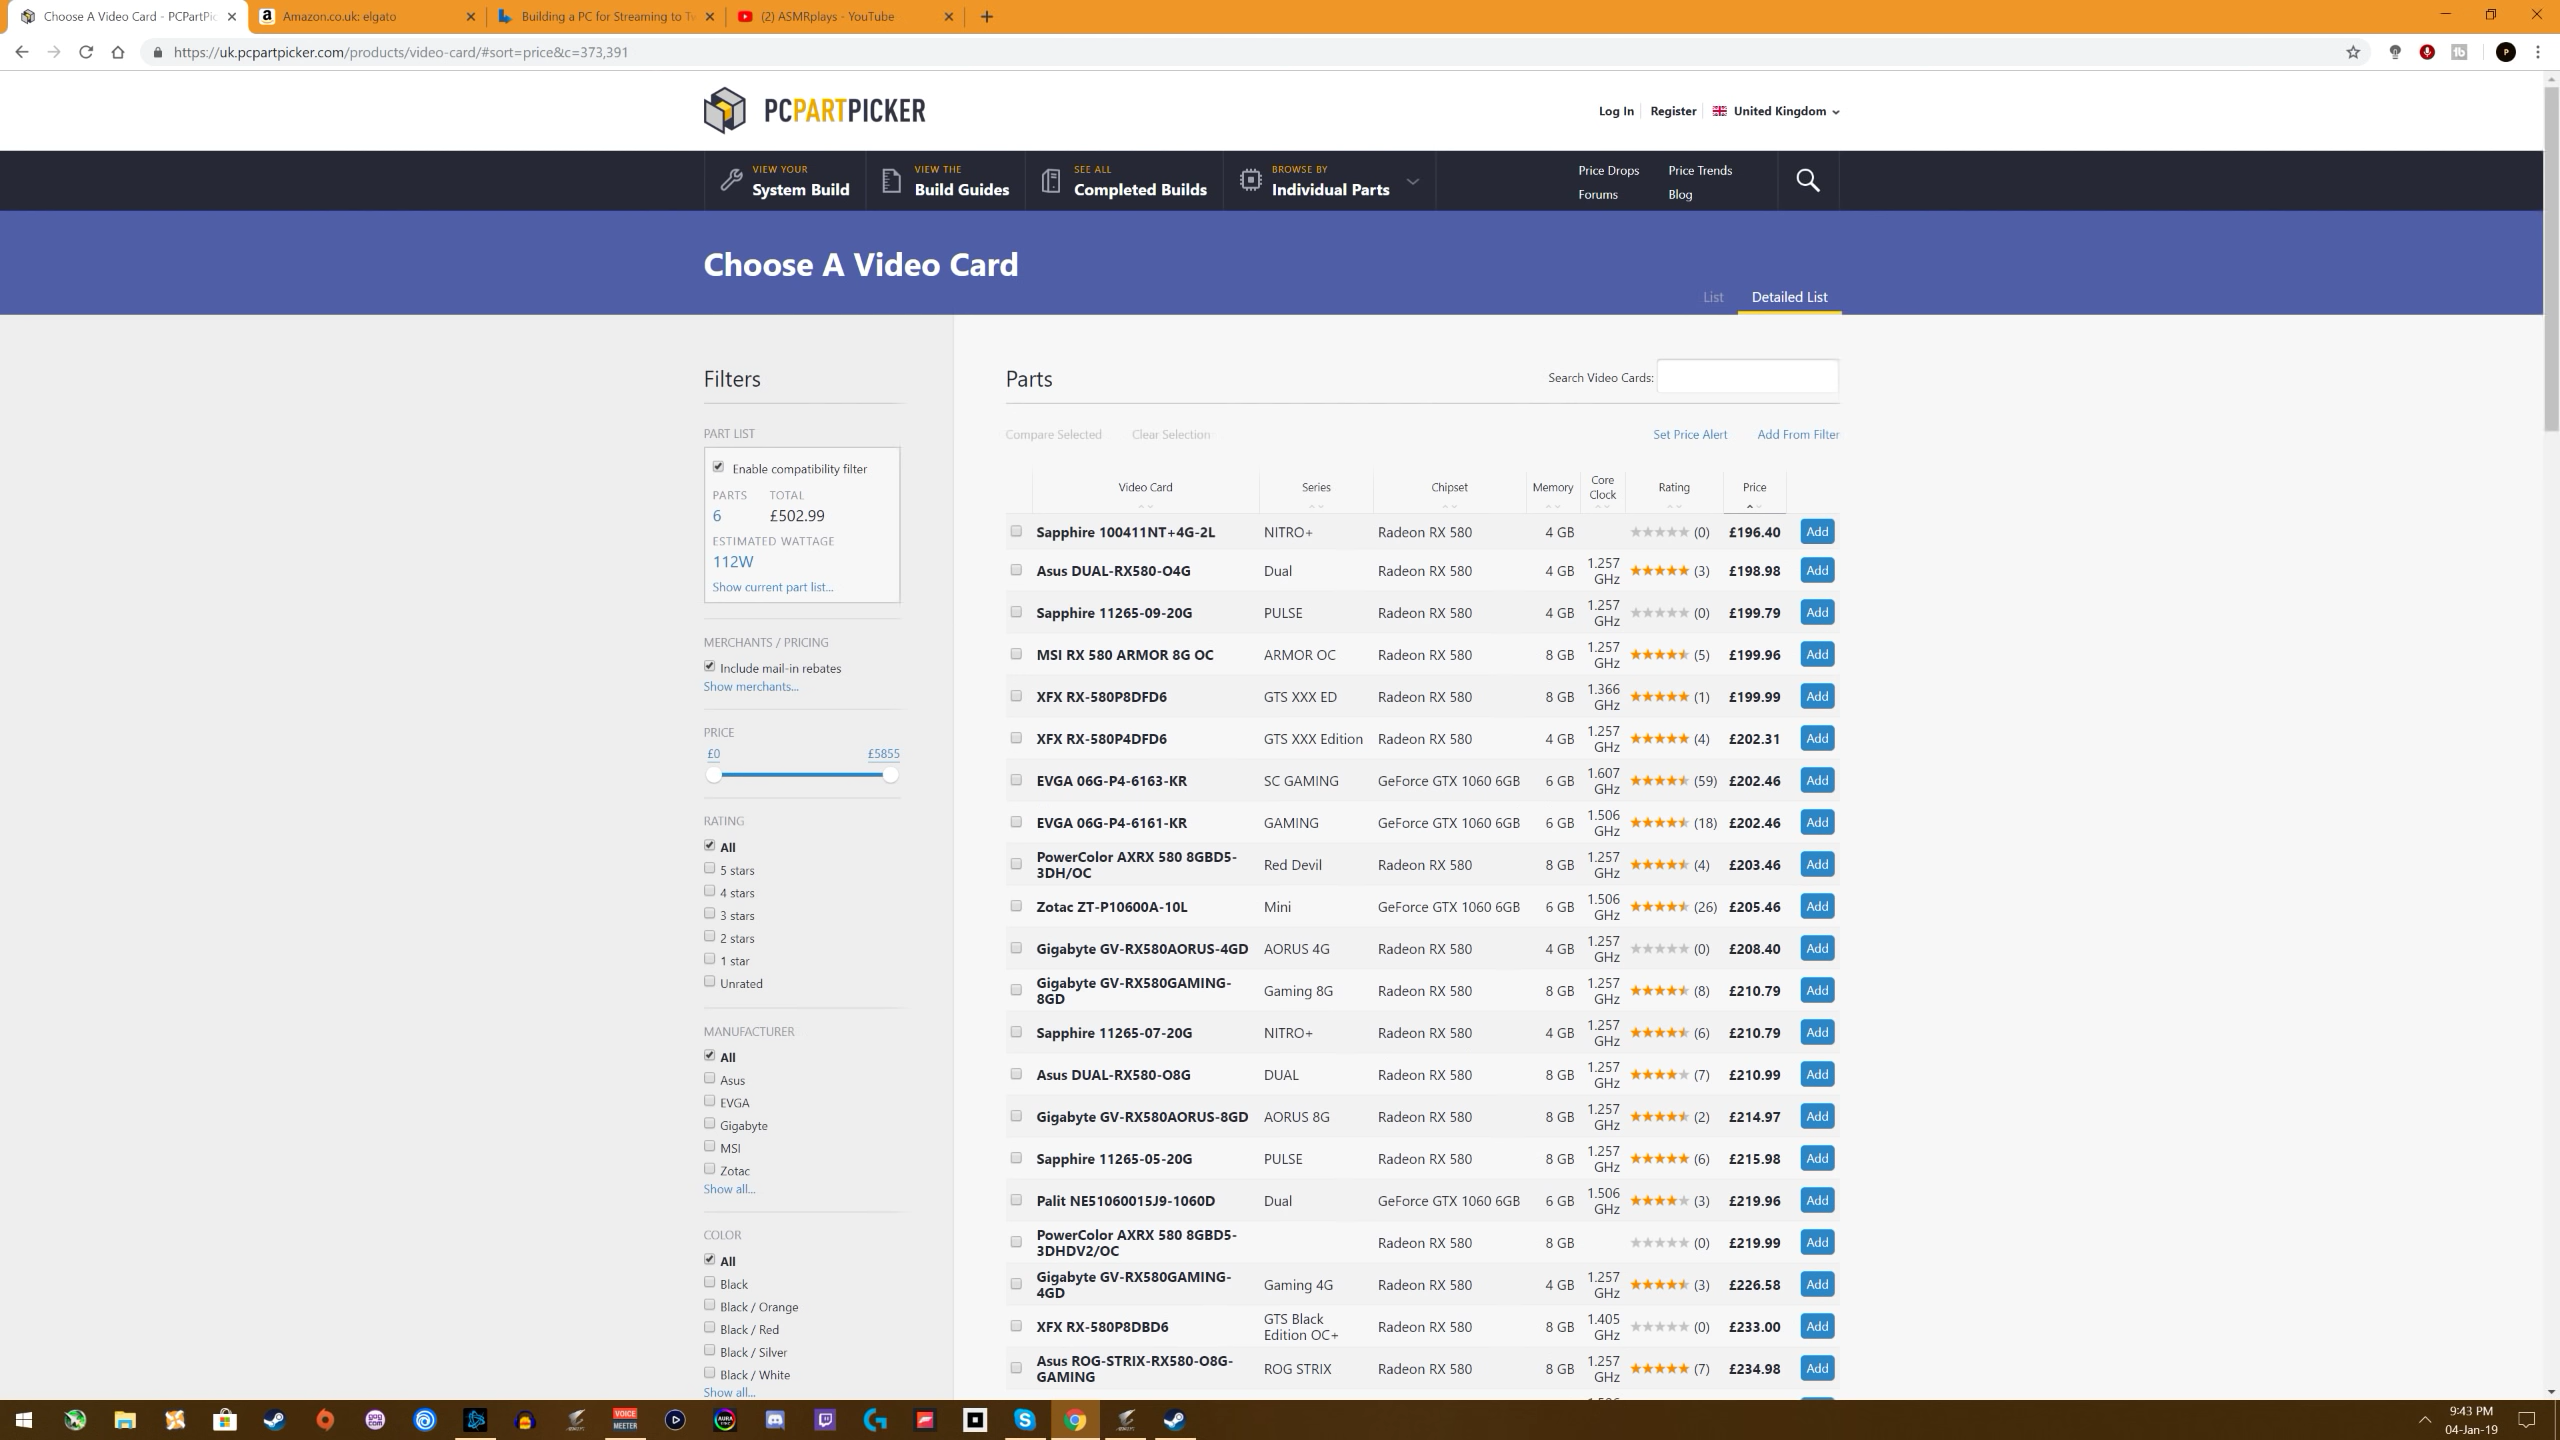 Choose A Video Card - PCPartPic
Amazon.co.uk: elgato
Building a PC for Streaming to Tw
(2) ASMRplays - YouTube
https://uk.pcpartpicker.com/products/video-card/#sort=price&c=373,391
PCPARTPICKER
Log In
Register
United Kingdom
VIEW YOUR
System Build
VIEW THE
Build Guides
SEE ALL
Completed Builds
BROWSE BY
Individual Parts
Price Drops
Price Trends
Forums
Blog
Choose A Video Card
List
Detailed List
Filters
PART LIST
Enable compatibility filter
PARTS TOTAL
6 £502.99
ESTIMATED WATTAGE
112W
Show current part list...
MERCHANTS / PRICING
Include mail-in rebates
Show merchants...
PRICE
£0 £5855
RATING
All
5 stars
4 stars
3 stars
2 stars
1 star
Unrated
MANUFACTURER
All
Asus
EVGA
Gigabyte
MSI
Zotac
Show all...
COLOR
All
Black
Black / Orange
Black / Red
Black / Silver
Black / White
Show all...
Parts
Search Video Cards:
Compare Selected
Clear Selection
Set Price Alert
Add From Filter
Video Card Series Chipset Memory Core Clock Rating Price
Sapphire 100411NT+4G-2L NITRO+ Radeon RX 580 4 GB (0) £196.40 Add
Asus DUAL-RX580-O4G Dual Radeon RX 580 4 GB 1.257 GHz (3) £198.98 Add
Sapphire 11265-09-20G PULSE Radeon RX 580 4 GB 1.257 GHz (0) £199.79 Add
MSI RX 580 ARMOR 8G OC ARMOR OC Radeon RX 580 8 GB 1.257 GHz (5) £199.96 Add
XFX RX-580P8DFD6 GTS XXX ED Radeon RX 580 8 GB 1.366 GHz (1) £199.99 Add
XFX RX-580P4DFD6 GTS XXX Edition Radeon RX 580 4 GB 1.257 GHz (4) £202.31 Add
EVGA 06G-P4-6163-KR SC GAMING GeForce GTX 1060 6GB 6 GB 1.607 GHz (59) £202.46 Add
EVGA 06G-P4-6161-KR GAMING GeForce GTX 1060 6GB 6 GB 1.506 GHz (18) £202.46 Add
PowerColor AXRX 580 8GBD5-3DH/OC Red Devil Radeon RX 580 8 GB 1.257 GHz (4) £203.46 Add
Zotac ZT-P10600A-10L Mini GeForce GTX 1060 6GB 6 GB 1.506 GHz (26) £205.46 Add
Gigabyte GV-RX580AORUS-4GD AORUS 4G Radeon RX 580 4 GB 1.257 GHz (0) £208.40 Add
Gigabyte GV-RX580GAMING-8GD Gaming 8G Radeon RX 580 8 GB 1.257 GHz (8) £210.79 Add
Sapphire 11265-07-20G NITRO+ Radeon RX 580 4 GB 1.257 GHz (6) £210.79 Add
Asus DUAL-RX580-O8G DUAL Radeon RX 580 8 GB 1.257 GHz (7) £210.99 Add
Gigabyte GV-RX580AORUS-8GD AORUS 8G Radeon RX 580 8 GB 1.257 GHz (2) £214.97 Add
Sapphire 11265-05-20G PULSE Radeon RX 580 8 GB 1.257 GHz (6) £215.98 Add
Palit NE51060015J9-1060D Dual GeForce GTX 1060 6GB 6 GB 1.506 GHz (3) £219.96 Add
PowerColor AXRX 580 8GBD5-3DHDV2/OC Radeon RX 580 8 GB (0) £219.99 Add
Gigabyte GV-RX580GAMING-4GD Gaming 4G Radeon RX 580 4 GB 1.257 GHz (3) £226.58 Add
XFX RX-580P8DBD6 GTS Black Edition OC+ Radeon RX 580 8 GB 1.405 GHz (0) £233.00 Add
Asus ROG-STRIX-RX580-O8G-GAMING ROG STRIX Radeon RX 580 8 GB 1.257 GHz (7) £234.98 Add
VOICE
MEETER
9:43 PM
04-Jan-19